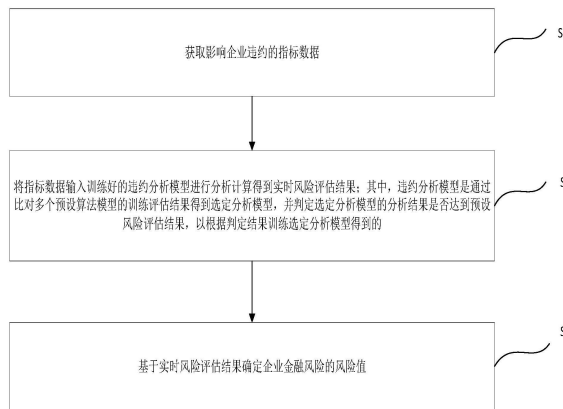 获取影响企业违约的指标数据
S
将指标数据输入训练好的违约分析模型进行分析计算得到实时风险评估结果；其中，违约分析模型是通过
比对多个预设算法模型的训练评估结果得到选定分析模型，并判定选定分析模型的分析结果是否达到预设
风险评估结果，以根据判定结果训练选定分析模型得到的
S
基于实时风险评估结果确定企业金融风险的风险值
S